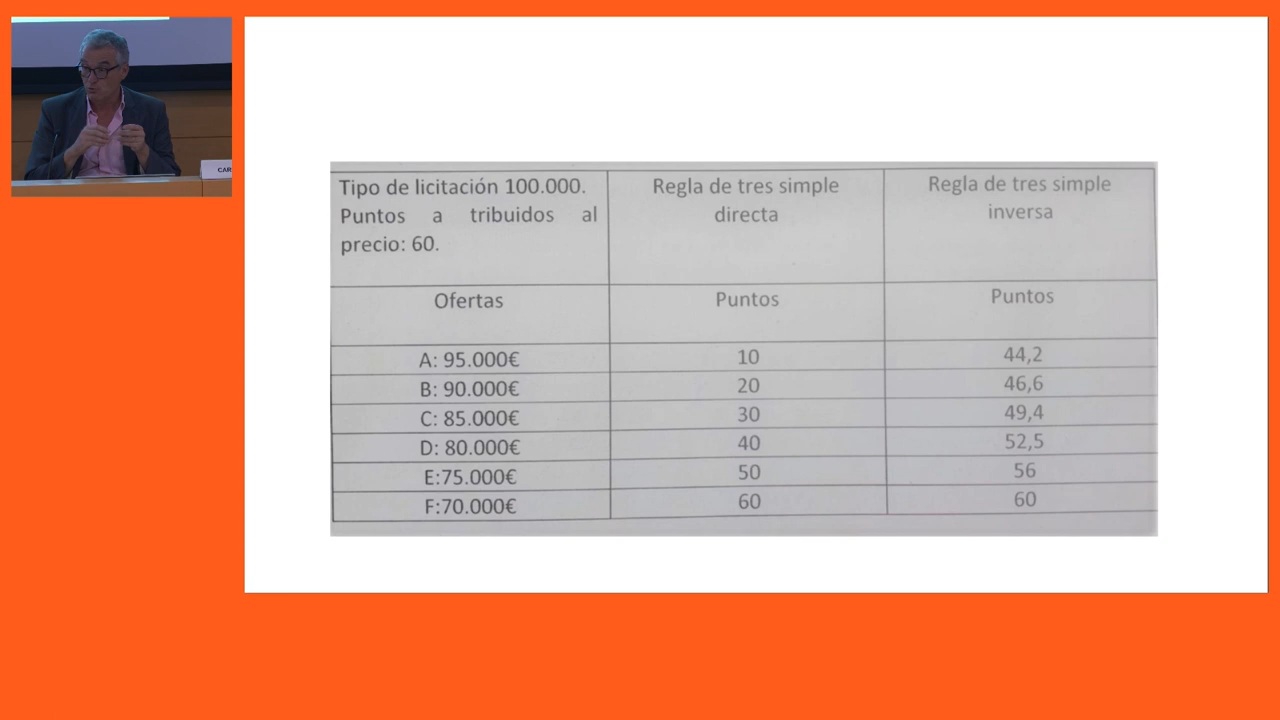 CAR
Tipo de licitación 100.000.
Puntos a tribuidos al
precio: 60.
Regla de tres simple
directa
Regla de tres simple
inversa
Ofertas
Puntos
Puntos
A: 95.000€
10
44,2
B: 90.000€
20
46,6
C: 85.000€
30
49,4
D: 80.000€
40
52,5
E:75.000€
50
56
F:70.000€
60
60